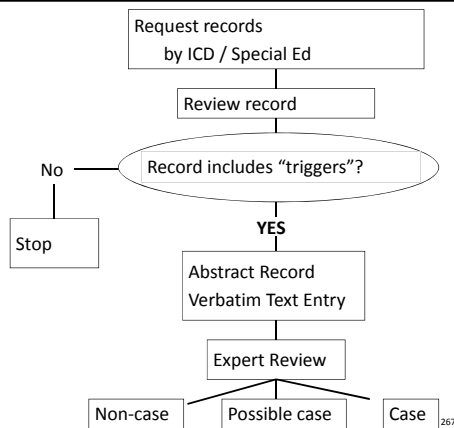 Request records
by ICD / Special Ed
Review record
Record includes “triggers”?
No
Stop
YES
Abstract Record
Verbatim Text Entry
Expert Review
Non-case
Possible case
Case
267